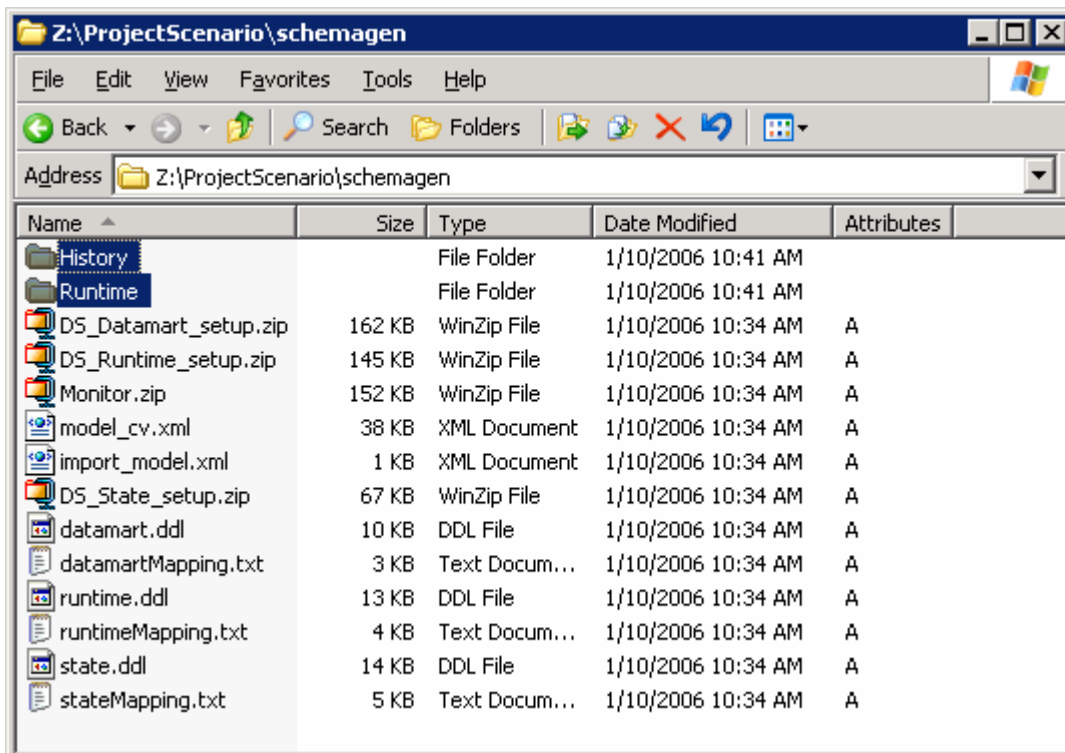 Z:\ProjectScenario\schemagen
File Edit View Favorites Tools Help
Back Search Folders
Address Z:\ProjectScenario\schemagen
Name Size Type Date Modified Attributes
History File Folder 1/10/2006 10:41 AM
Runtime File Folder 1/10/2006 10:41 AM
DS_Datamart_setup.zip 162 KB WinZip File 1/10/2006 10:34 AM A
DS_Runtime_setup.zip 145 KB WinZip File 1/10/2006 10:34 AM A
Monitor.zip 152 KB WinZip File 1/10/2006 10:34 AM A
model_cv.xml 38 KB XML Document 1/10/2006 10:34 AM A
import_model.xml 1 KB XML Document 1/10/2006 10:34 AM A
DS_State_setup.zip 67 KB WinZip File 1/10/2006 10:34 AM A
datamart.ddl 10 KB DDL File 1/10/2006 10:34 AM A
datamartMapping.txt 3 KB Text Docum... 1/10/2006 10:34 AM A
runtime.ddl 13 KB DDL File 1/10/2006 10:34 AM A
runtimeMapping.txt 4 KB Text Docum... 1/10/2006 10:34 AM A
state.ddl 14 KB DDL File 1/10/2006 10:34 AM A
stateMapping.txt 5 KB Text Docum... 1/10/2006 10:34 AM A